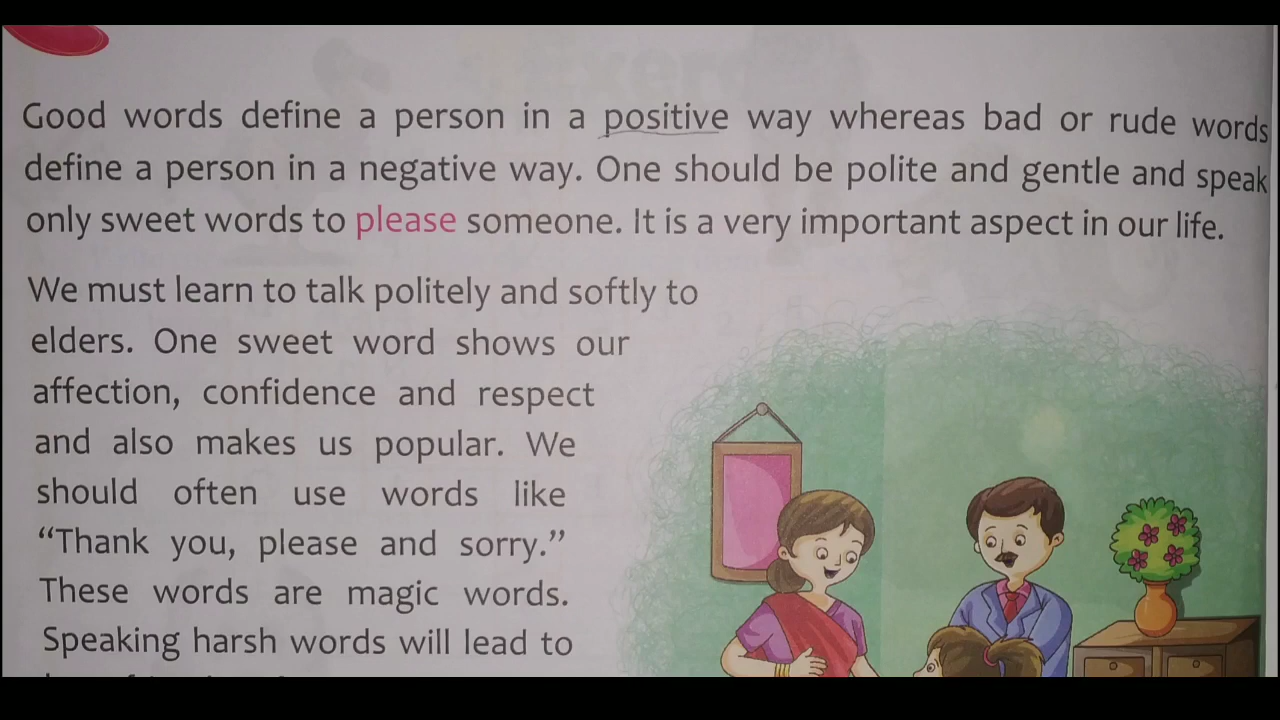 Good words define a person in a positive way whereas bad or rude words
define a person in a negative way. One should be polite and gentle and speak
only sweet words to please someone. It is a very important aspect in our life.
We must learn to talk politely and softly to
elders. One sweet word shows our
affection, confidence and respect
and also makes us popular. We
should often use words like
“Thank you, please and sorry.”
These words are magic words.
Speaking harsh words will lead to